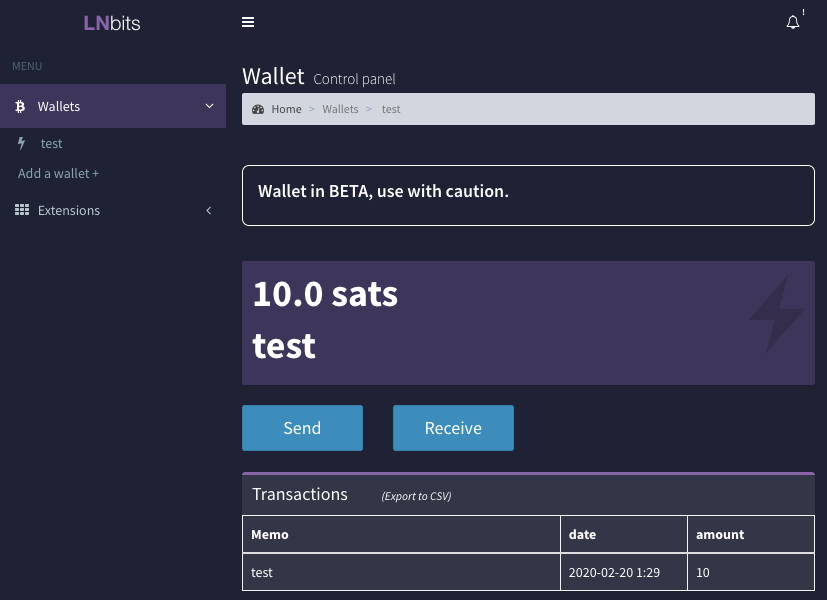 LNbits
!
MENU
Wallets
test
Add a wallet +
Extensions
Wallet Control panel
Home > Wallets > test
Wallet in BETA, use with caution.
10.0 sats
test
Send Receive
Transactions (Export to CSV)
Memo date amount
test 2020-02-20 1:29 10